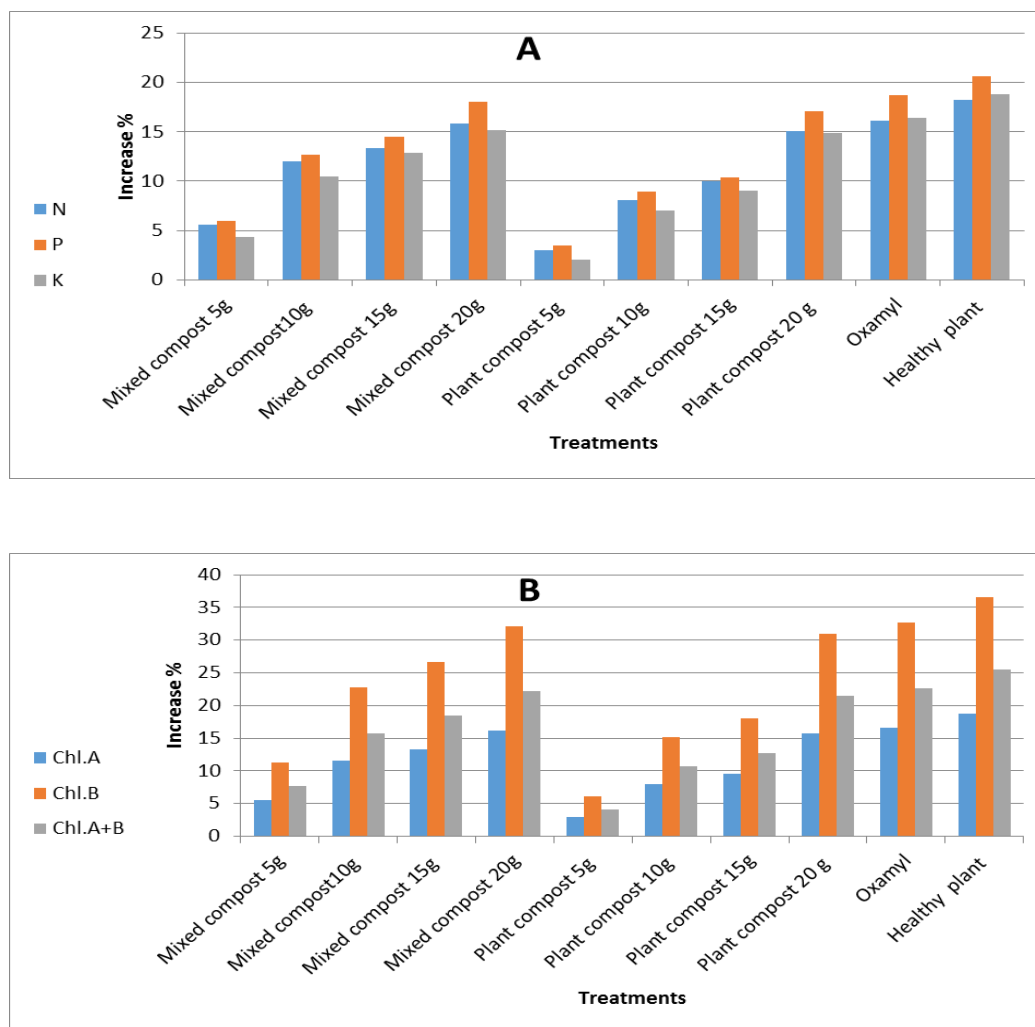 A
25
20
15
10
5
0
Increase %
N
P
K
Mixed compost 5g
Mixed compost10g
Mixed compost 15g
Mixed compost 20g
Plant compost 5g
Plant compost 10g
Plant compost 15g
Plant compost 20 g
Oxamyl
Healthy plant
Treatments
B
40
35
30
25
20
15
10
5
0
Increase %
Chl.A
Chl.B
Chl.A+B
Mixed compost 5g
Mixed compost10g
Mixed compost 15g
Mixed compost 20g
Plant compost 5g
Plant compost 10g
Plant compost 15g
Plant compost 20 g
Oxamyl
Healthy plant
Treatments